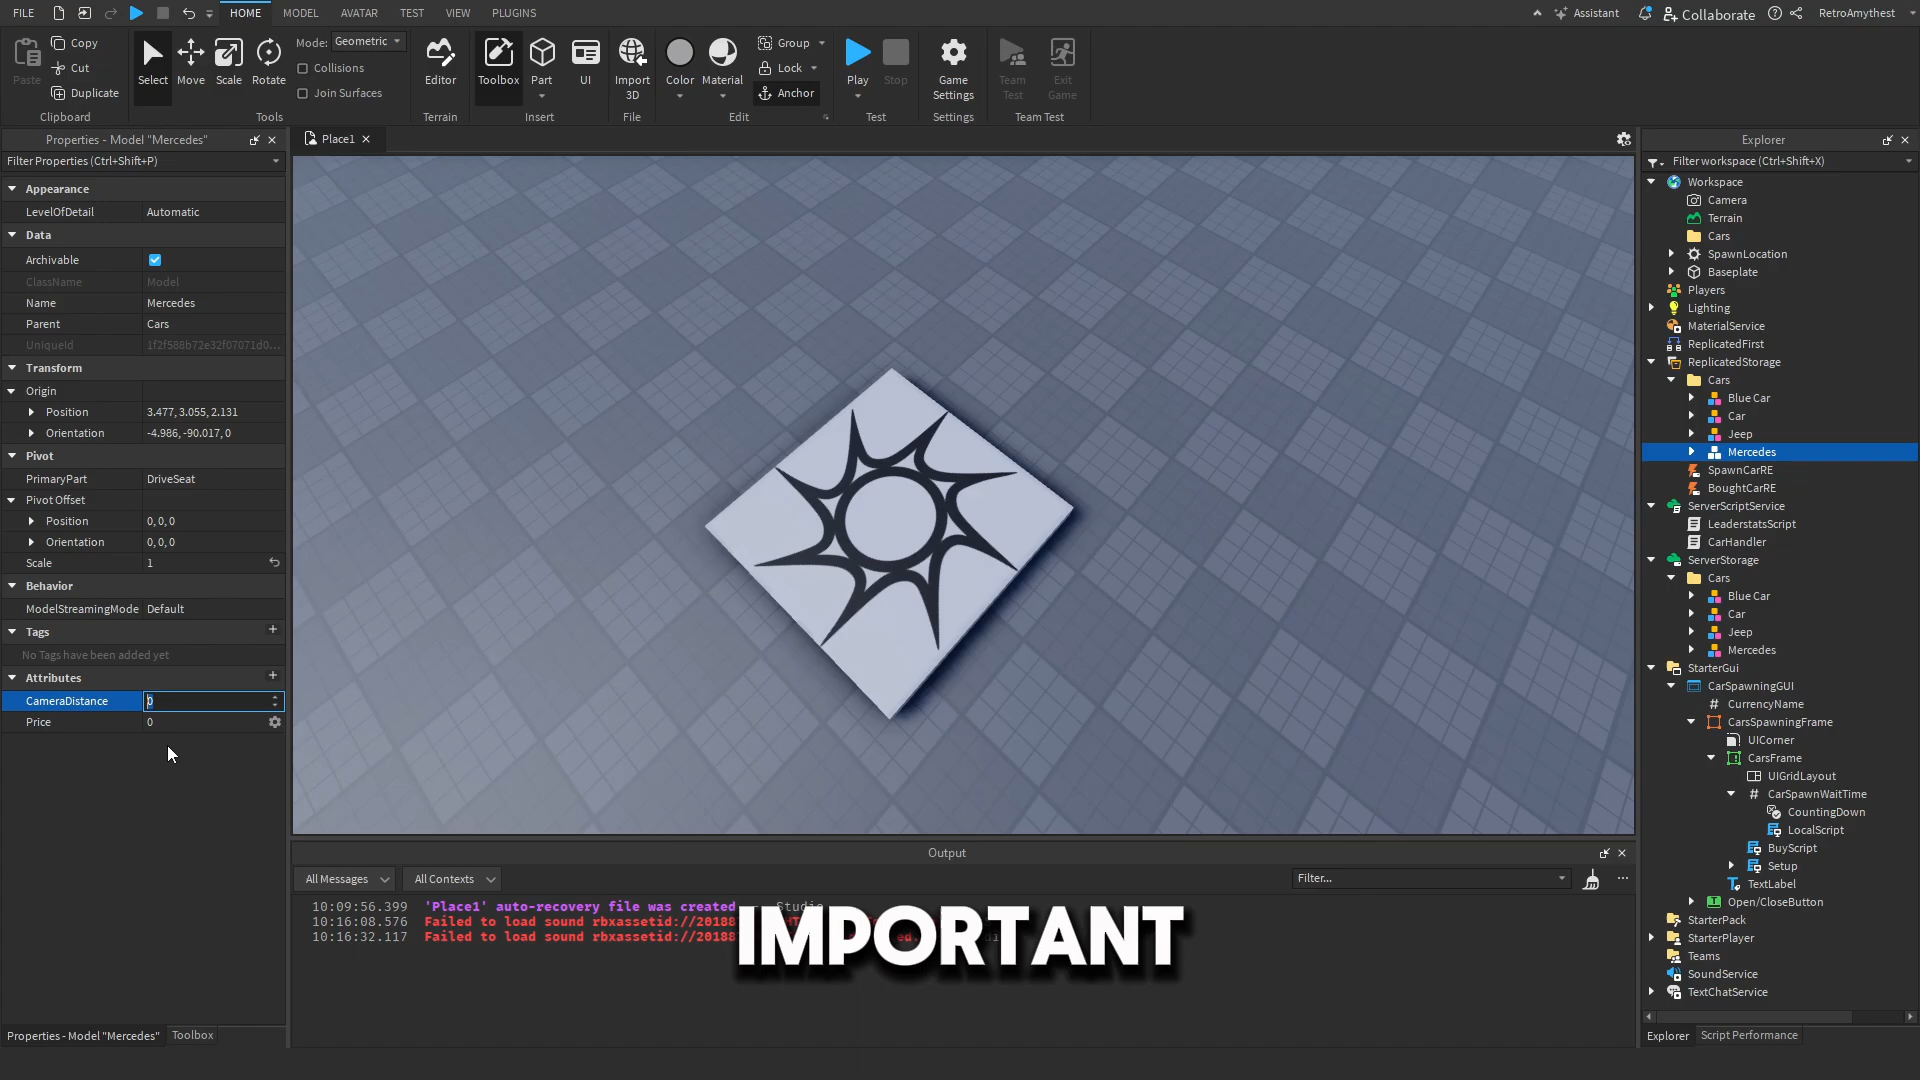 FILE
HOME
MODEL
AVATAR
TEST
VIEW
PLUGINS
Assistant
Collaborate
RetroAmythest
Paste
Copy
Cut
Duplicate
Clipboard
Select
Move
Scale
Rotate
Mode: Geometric
Collisions
Join Surfaces
Tools
Editor
Terrain
Toolbox
Part
UI
Insert
Import 3D
File
Color
Material
Group
Lock
Anchor
Edit
Play
Stop
Test
Game Settings
Settings
Team Test
Exit Game
Team Test
Properties - Model "Mercedes"
Filter Properties (Ctrl+Shift+P)
Appearance
LevelOfDetail Automatic
Data
Archivable
ClassName Model
Name Mercedes
Parent Cars
UniqueId 1f2f588b72e32f07071d0...
Transform
Origin
Position 3.477, 3.055, 2.131
Orientation -4.986, -90.017, 0
Pivot
PrimaryPart DriveSeat
Pivot Offset
Position 0, 0, 0
Orientation 0, 0, 0
Scale 1
Behavior
ModelStreamingMode Default
Tags
No Tags have been added yet
Attributes
CameraDistance 0
Price 0
Properties - Model "Mercedes"
Toolbox
Place1
Output
All Messages
All Contexts
Filter...
10:09:56.399 'Place1' auto-recovery file was created - Studio
10:16:08.576 Failed to load sound rbxassetid://20188
10:16:32.117 Failed to load sound rbxassetid://20188
IMPORTANT
Explorer
Filter workspace (Ctrl+Shift+X)
Workspace
Camera
Terrain
Cars
SpawnLocation
Baseplate
Players
Lighting
MaterialService
ReplicatedFirst
ReplicatedStorage
Cars
Blue Car
Car
Jeep
Mercedes
SpawnCarRE
BoughtCarRE
ServerScriptService
LeaderstatsScript
CarHandler
ServerStorage
Cars
Blue Car
Car
Jeep
Mercedes
StarterGui
CarSpawningGUI
CurrencyName
CarsSpawningFrame
UICorner
CarsFrame
UIGridLayout
CarSpawnWaitTime
CountingDown
LocalScript
BuyScript
Setup
TextLabel
Open/CloseButton
StarterPack
StarterPlayer
Teams
SoundService
TextChatService
Explorer
Script Performance